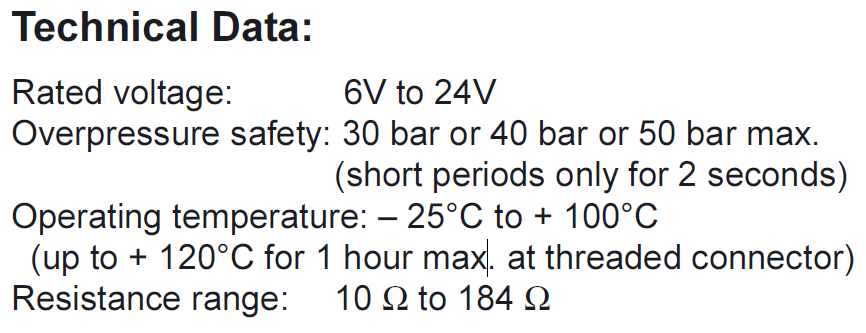 Technical Data:
Rated voltage: 6V to 24V
Overpressure safety: 30 bar or 40 bar or 50 bar max.
(short periods only for 2 seconds)
Operating temperature: – 25°C to + 100°C
(up to + 120°C for 1 hour max. at threaded connector)
Resistance range: 10 Ω to 184 Ω